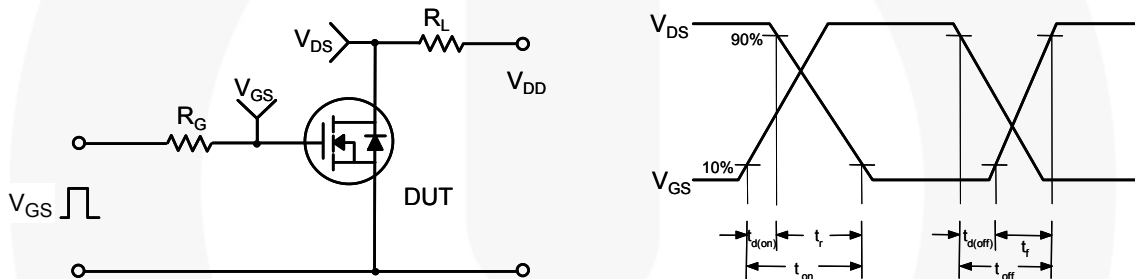 R_L
V_DS
V_DD
V_GS
R_G
V_GS
DUT
V_DS
90%
10%
V_GS
t_d(on)
t_r
t_on
t_d(off)
t_f
t_off